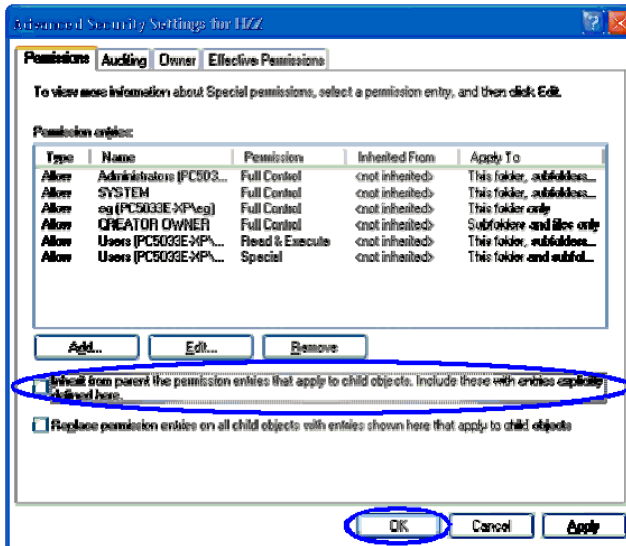 Advanced Security Settings for HZZ
Permissions Auditing Owner Effective Permissions
To view more information about Special permissions, select a permission entry, and then click Edit.
Permission entries:
Type Name Permission Inherited From Apply To
Allow Administrators (PC503... Full Control <not inherited> This folder, subfolders...
Allow SYSTEM Full Control <not inherited> This folder, subfolders...
Allow eg (PC5033E-XP\eg) Full Control <not inherited> This folder only
Allow CREATOR OWNER Full Control <not inherited> Subfolders and files only
Allow Users (PC5033E-XP\... Read & Execute <not inherited> This folder, subfolders...
Allow Users (PC5033E-XP\... Special <not inherited> This folder and subfol...
Add... Edit... Remove
Inherit from parent the permission entries that apply to child objects. Include these with entries explicitly
defined here.
Replace permission entries on all child objects with entries shown here that apply to child objects
OK Cancel Apply